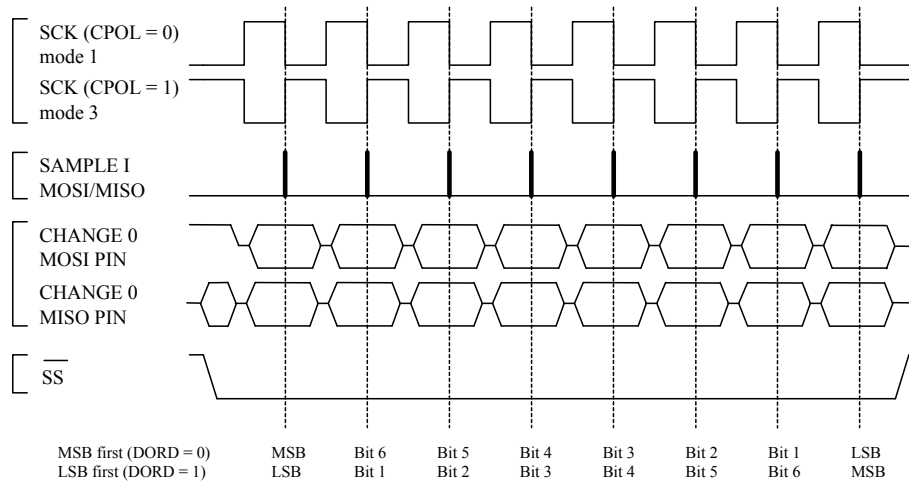 SCK (CPOL = 0)
mode 1
SCK (CPOL = 1)
mode 3
SAMPLE I
MOSI/MISO
CHANGE 0
MOSI PIN
CHANGE 0
MISO PIN
SS
MSB first (DORD = 0) MSB Bit 6 Bit 5 Bit 4 Bit 3 Bit 2 Bit 1 LSB
LSB first (DORD = 1) LSB Bit 1 Bit 2 Bit 3 Bit 4 Bit 5 Bit 6 MSB